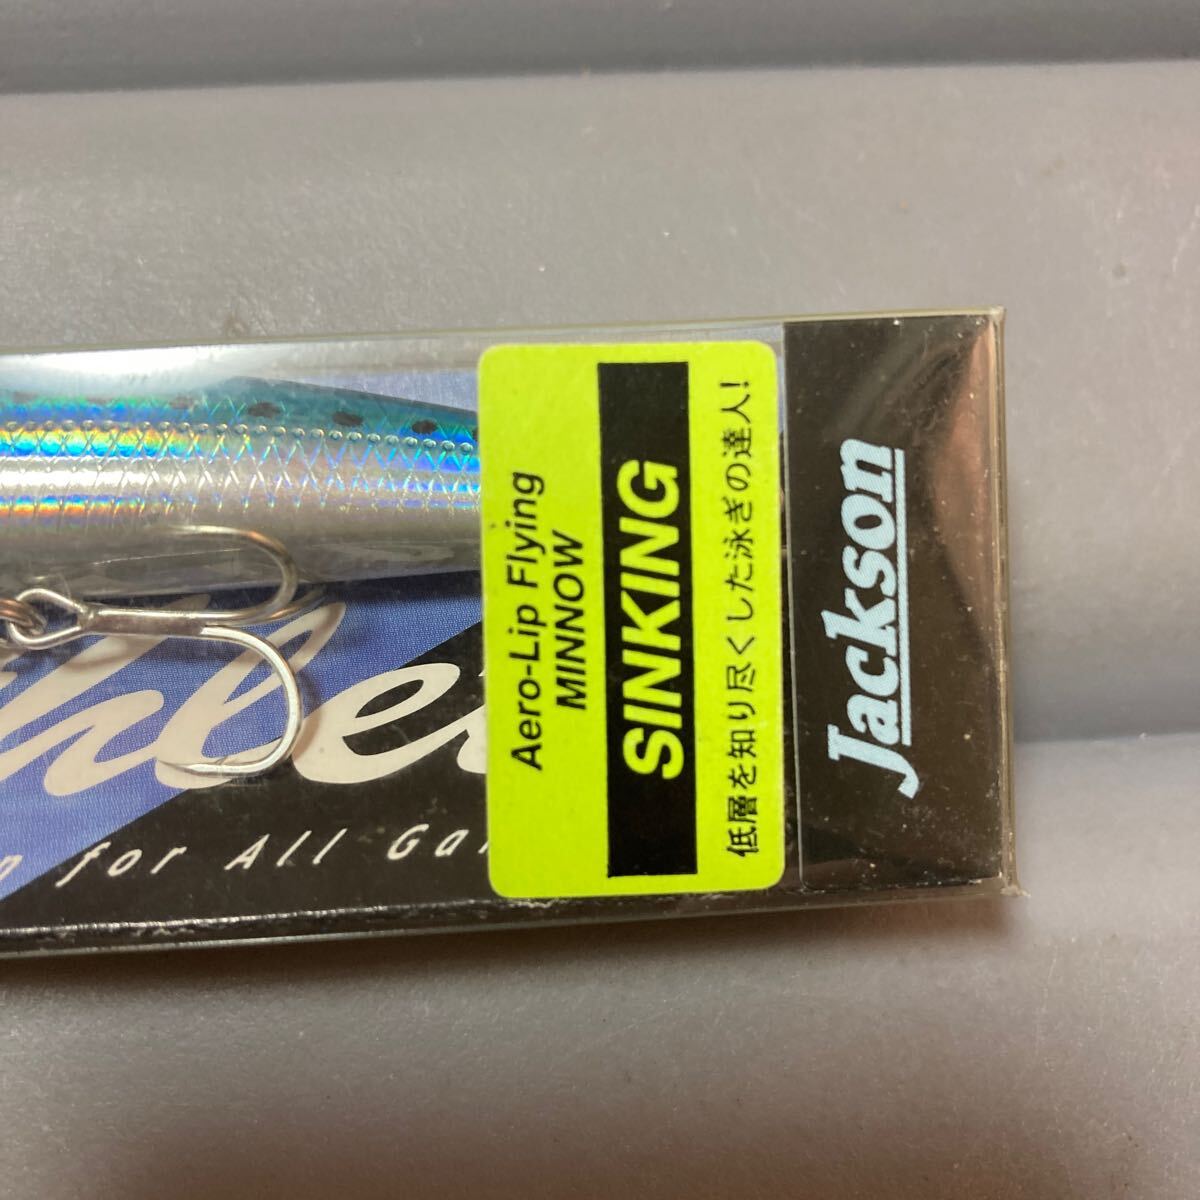 Jackson
低層を知り尽くした泳ぎの達人!
SINKING
Aero-Lip Flying
MINNOW
for All